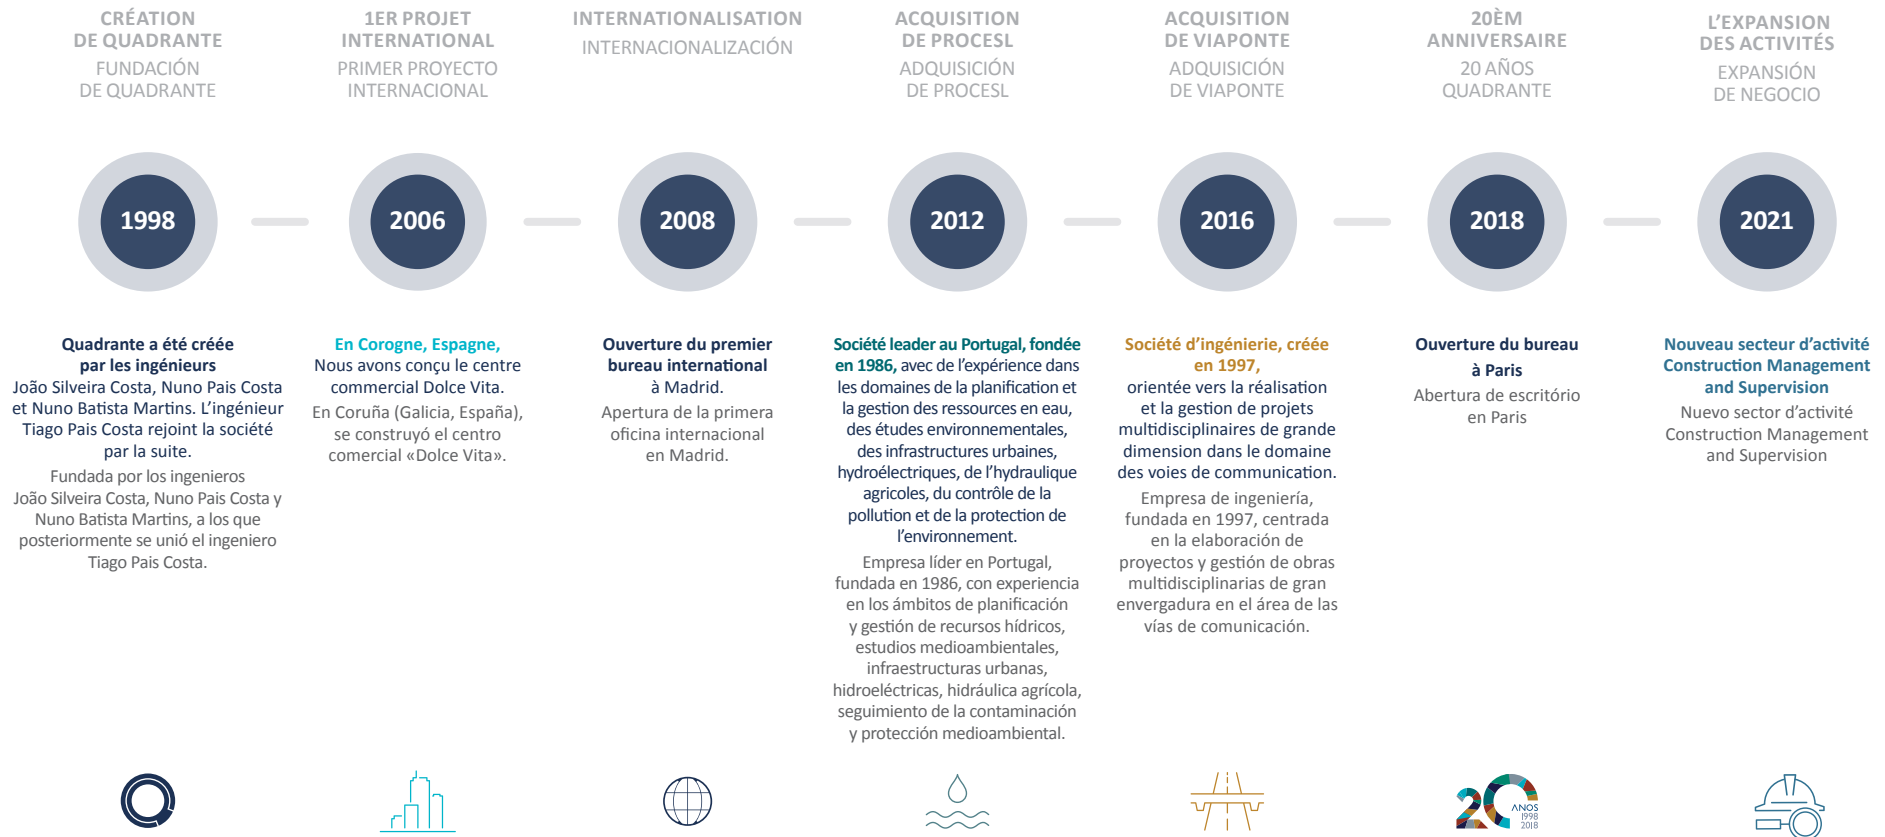 CRÉATION
DE QUADRANTE
FUNDACIÓN
DE QUADRANTE
1ER PROJET
INTERNATIONAL
PRIMER PROYECTO
INTERNACIONAL
INTERNATIONALISATION
INTERNACIONALIZACIÓN
ACQUISITION
DE PROCESL
ADQUISICIÓN
DE PROCESL
ACQUISITION
DE VIAPONTE
ADQUISICIÓN
DE VIAPONTE
20ÈM
ANNIVERSAIRE
20 AÑOS
QUADRANTE
L’EXPANSION
DES ACTIVITÉS
EXPANSIÓN
DE NEGOCIO
1998
2006
2008
2012
2016
2018
2021
Quadrante a été créée
par les ingénieurs
João Silveira Costa, Nuno Pais Costa
et Nuno Batista Martins. L’ingénieur
Tiago Pais Costa rejoint la société
par la suite.
Fundada por los ingenieros
João Silveira Costa, Nuno Pais Costa y
Nuno Batista Martins, a los que
posteriormente se unió el ingeniero
Tiago Pais Costa.
En Corogne, Espagne,
Nous avons conçu le centre
commercial Dolce Vita.
En Coruña (Galicia, España),
se construyó el centro
comercial «Dolce Vita».
Ouverture du premier
bureau international
à Madrid.
Apertura de la primera
oficina internacional
en Madrid.
Société leader au Portugal, fondée
en 1986, avec de l’expérience dans
les domaines de la planification et
la gestion des ressources en eau,
des études environnementales,
des infrastructures urbaines,
hydroélectriques, de l’hydraulique
agricoles, du contrôle de la
pollution et de la protection de
l’environnement.
Empresa líder en Portugal,
fundada en 1986, con experiencia
en los ámbitos de planificación
y gestión de recursos hídricos,
estudios medioambientales,
infraestructuras urbanas,
hidroeléctricas, hidráulica agrícola,
seguimiento de la contaminación
y protección medioambiental.
Société d’ingénierie, créée
en 1997,
orientée vers la réalisation
et la gestion de projets
multidisciplinaires de grande
dimension dans le domaine
des voies de communication.
Empresa de ingeniería,
fundada en 1997, centrada
en la elaboración de
proyectos y gestión de obras
multidisciplinarias de gran
envergadura en el área de las
vías de comunicación.
Ouverture du bureau
à Paris
Abertura de escritório
en Paris
Nouveau secteur d’activité
Construction Management
and Supervision
Nuevo sector d’activité
Construction Management
and Supervision
20
ANOS
1998
2018